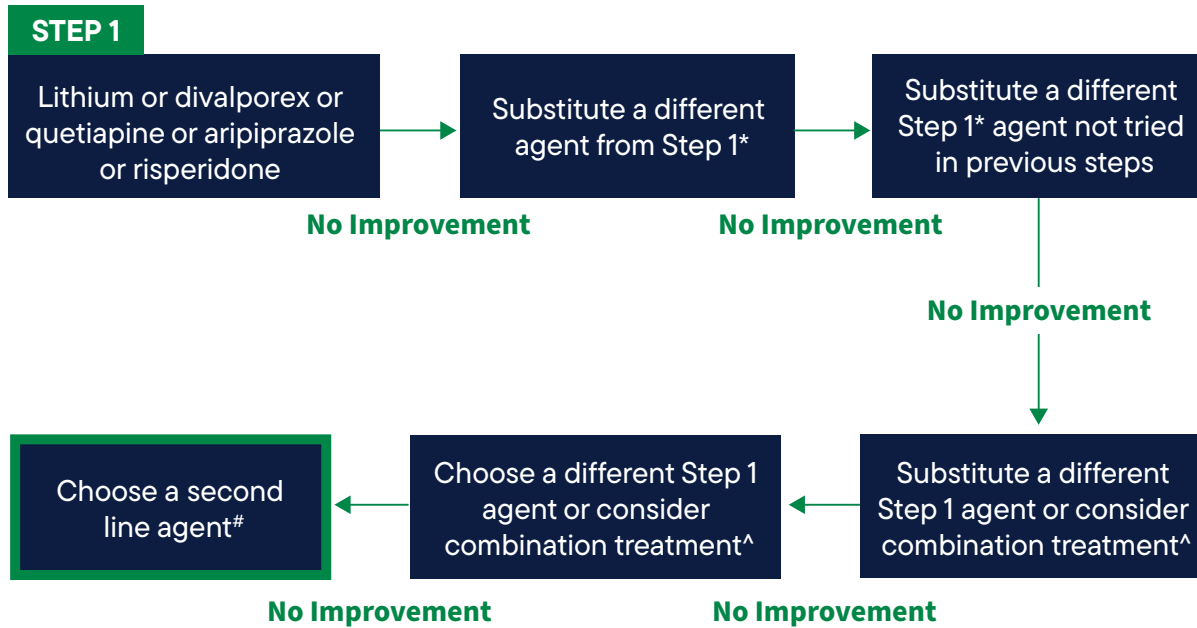 STEP 1
Lithium or divalporex or
quetiapine or aripiprazole
or risperidone
No Improvement
Substitute a different
agent from Step 1*
No Improvement
Substitute a different
Step 1* agent not tried
in previous steps
No Improvement
Substitute a different
Step 1 agent or consider
combination treatment^
No Improvement
Choose a different Step 1
agent or consider
combination treatment^
No Improvement
Choose a second
line agent#